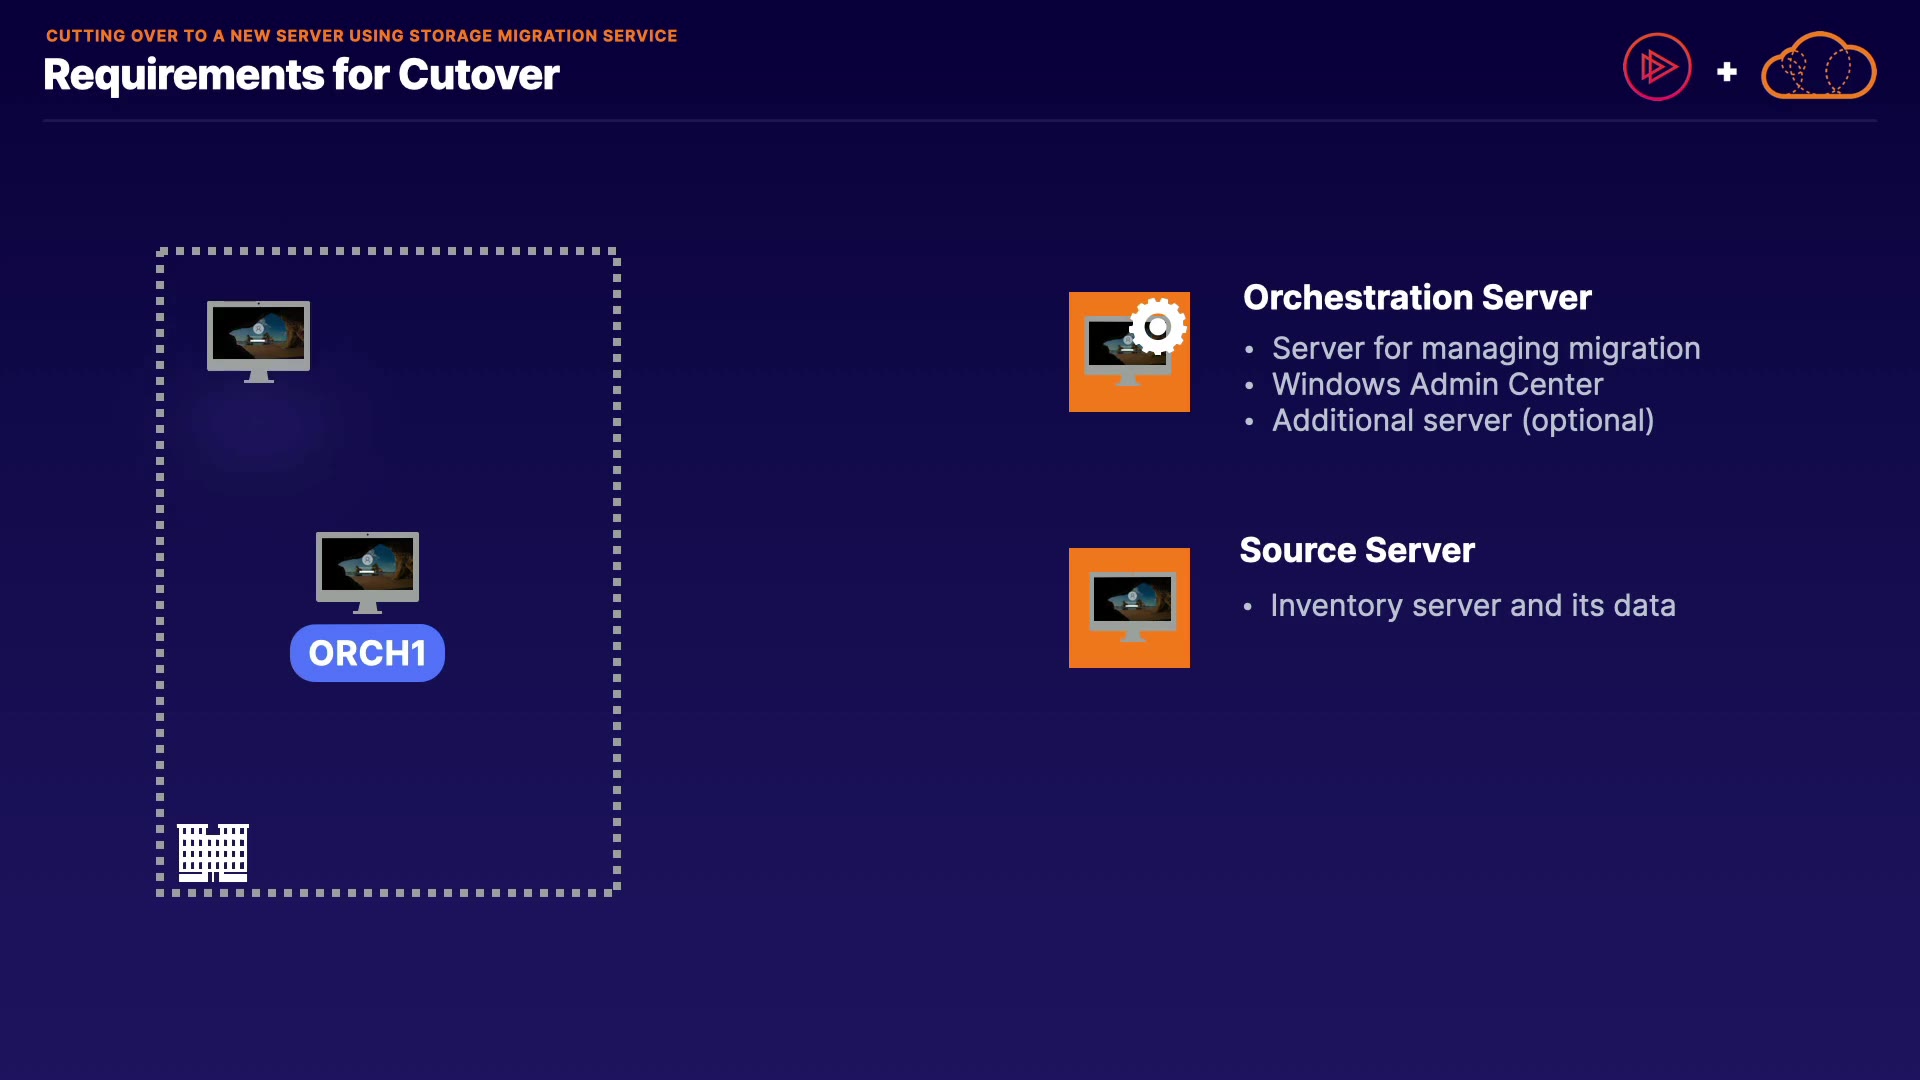 CUTTING OVER TO A NEW SERVER USING STORAGE MIGRATION SERVICE
Requirements for Cutover
ORCH1
Orchestration Server
• Server for managing migration
• Windows Admin Center
• Additional server (optional)
Source Server
• Inventory server and its data